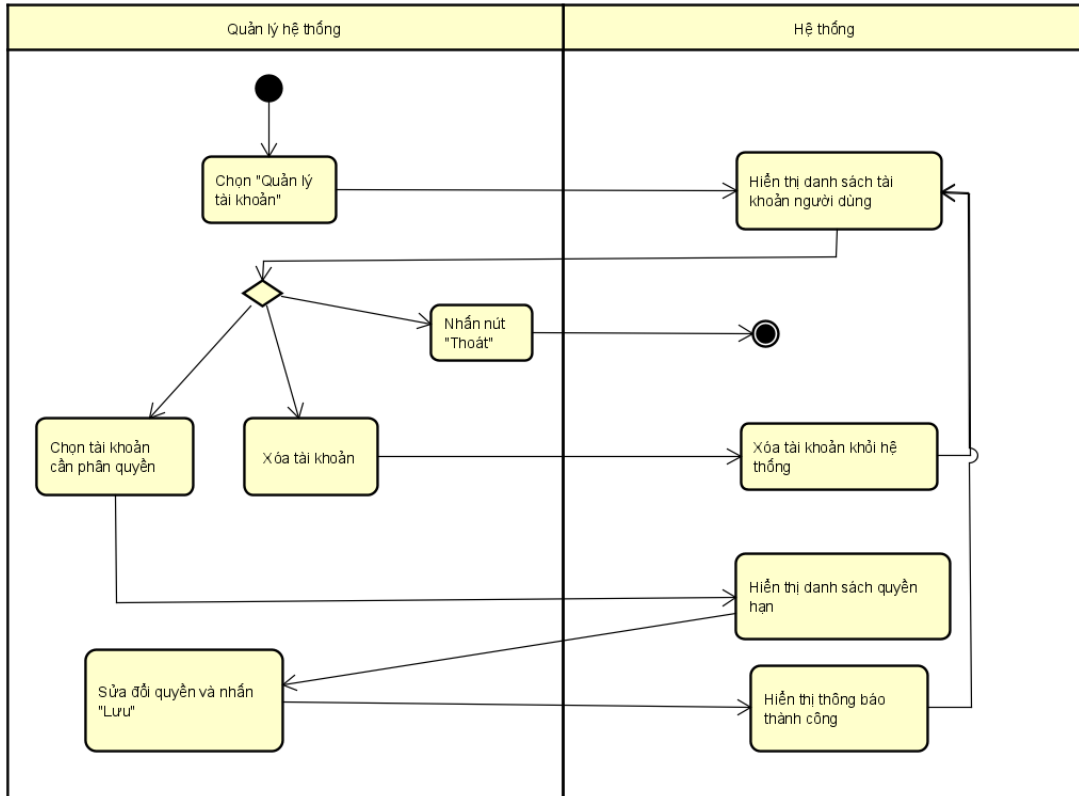 Quản lý hệ thống
Hệ thống
Chọn "Quản lý
tài khoản"
Hiển thị danh sách tài
khoản người dùng
Nhấn nút
"Thoát"
Chọn tài khoản
cần phân quyền
Xóa tài khoản
Xóa tài khoản khỏi hệ
thống
Hiển thị danh sách quyền
hạn
Sửa đổi quyền và nhấn
"Lưu"
Hiển thị thông báo
thành công